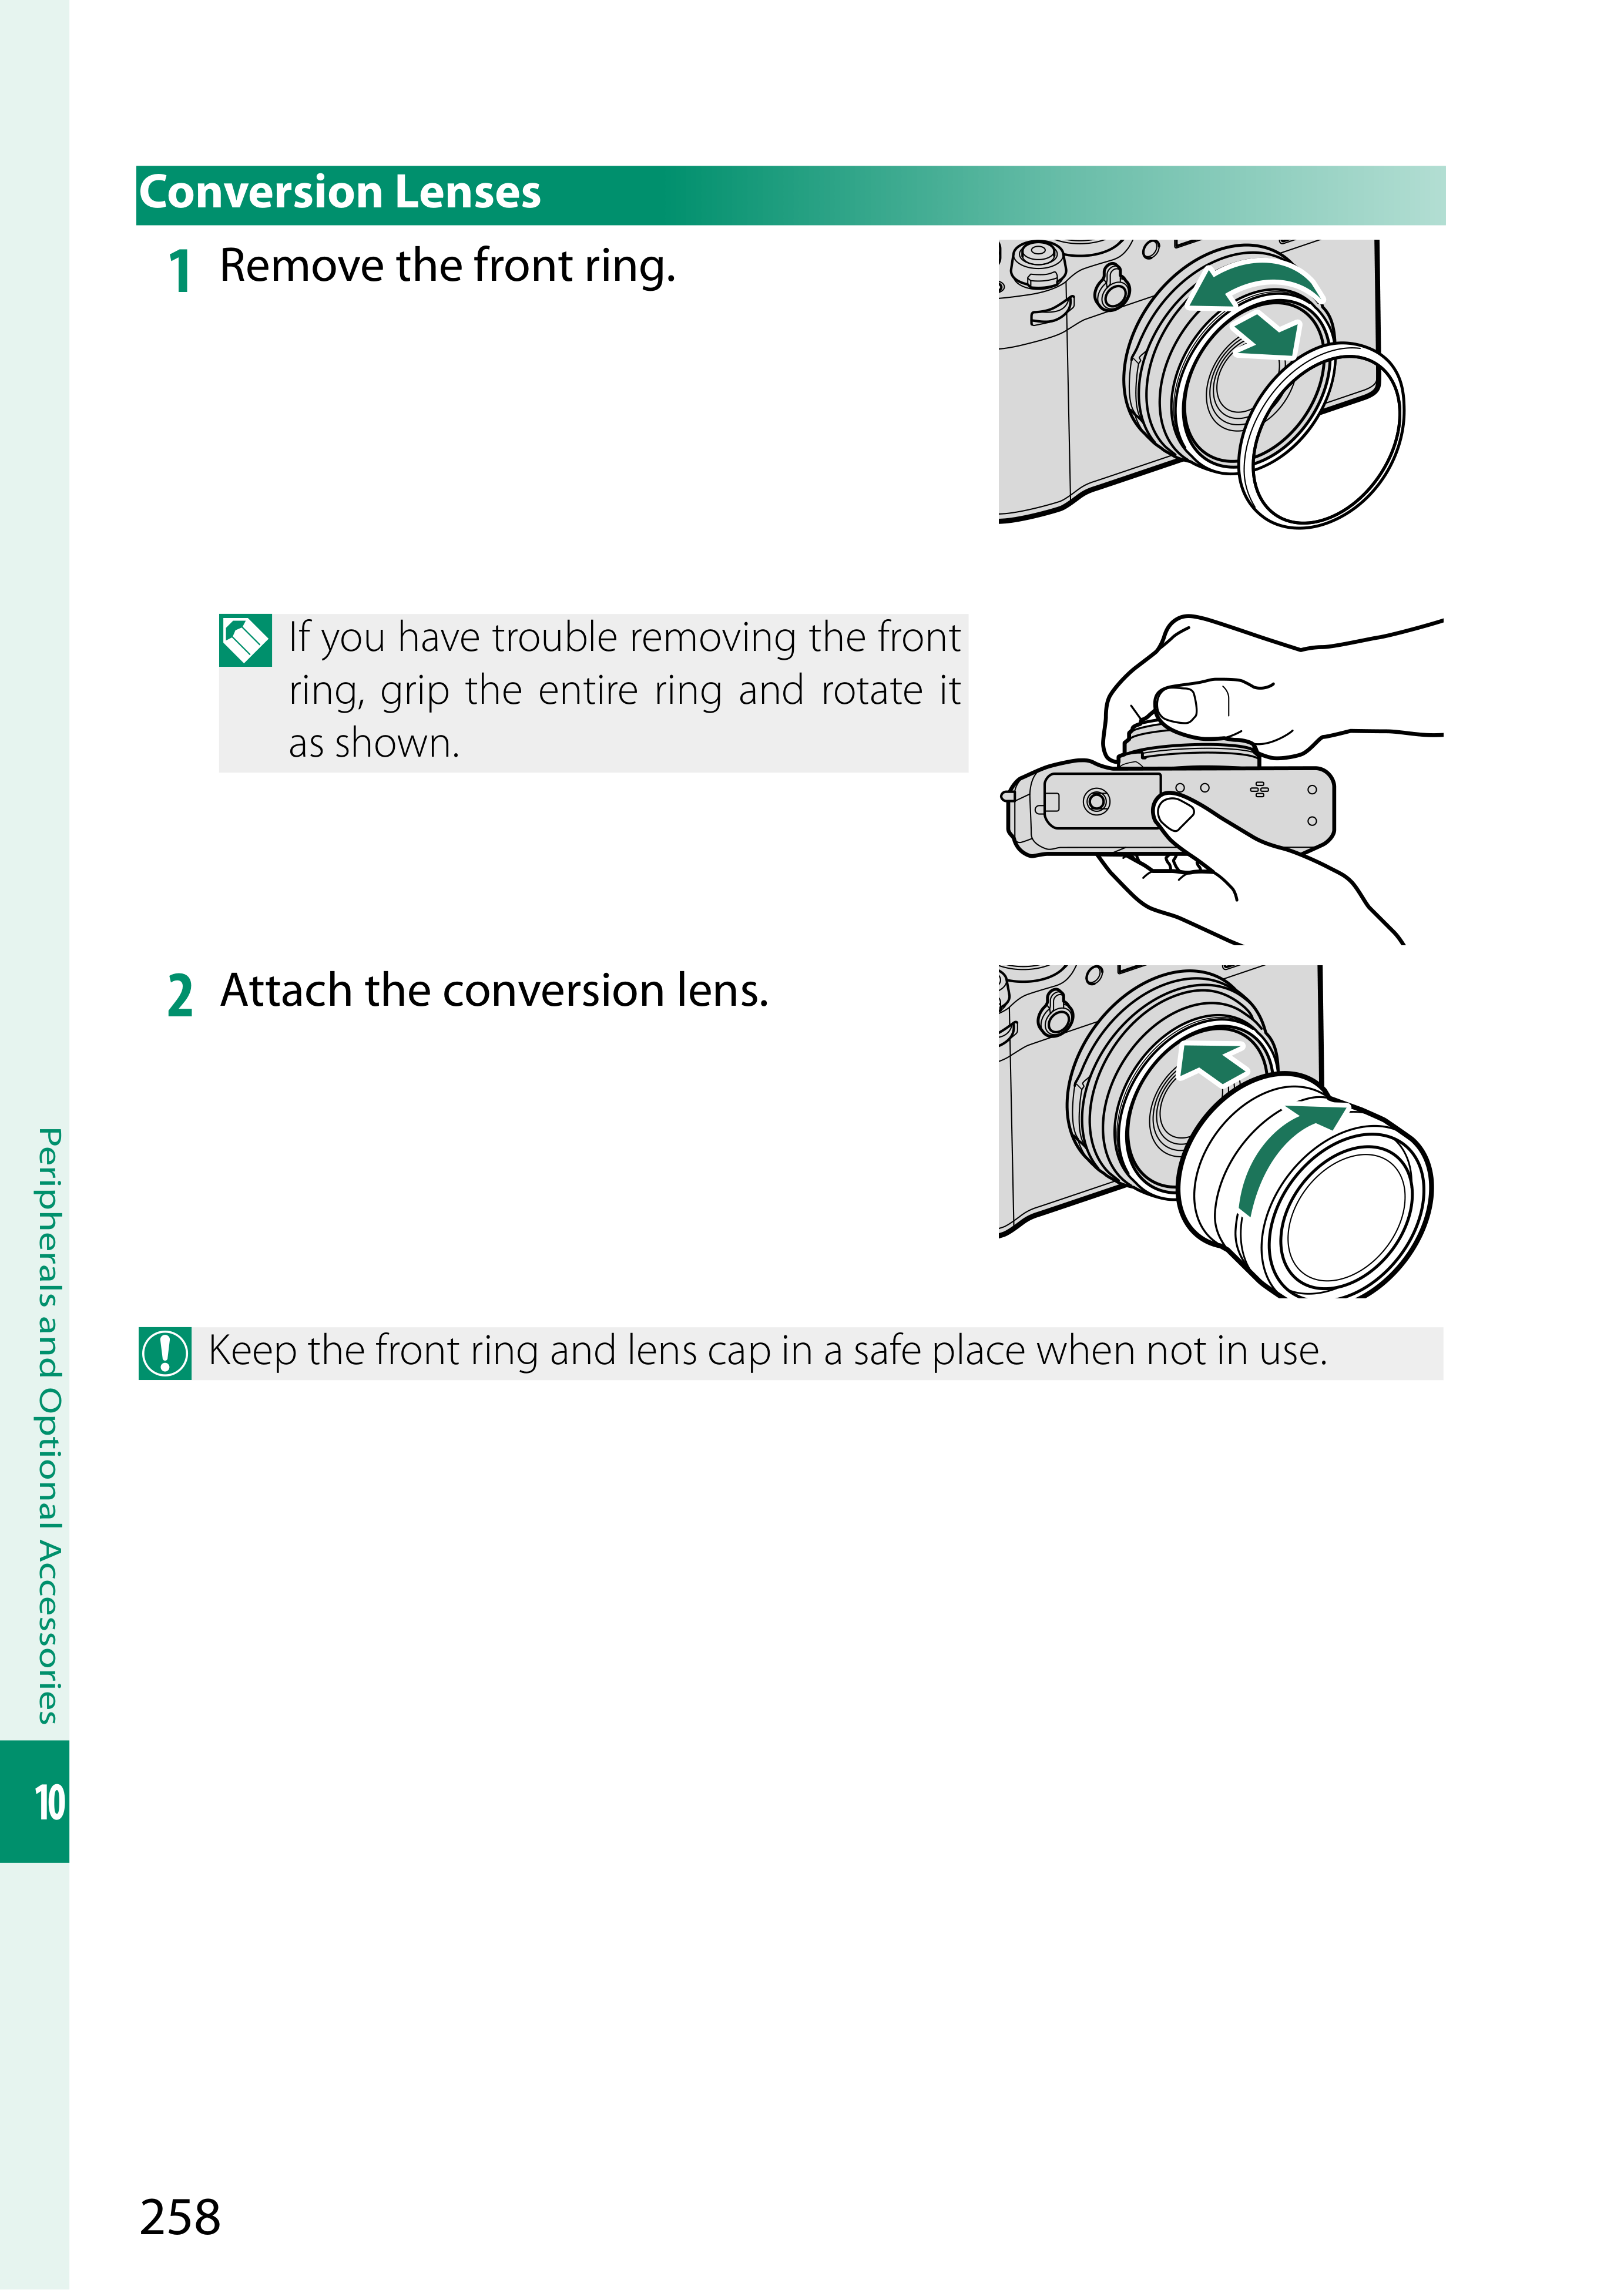 Conversion Lenses
1 Remove the front ring.
If you have trouble removing the front
ring, grip the entire ring and rotate it
as shown.
2 Attach the conversion lens.
Keep the front ring and lens cap in a safe place when not in use.
Peripherals and Optional Accessories
10
258